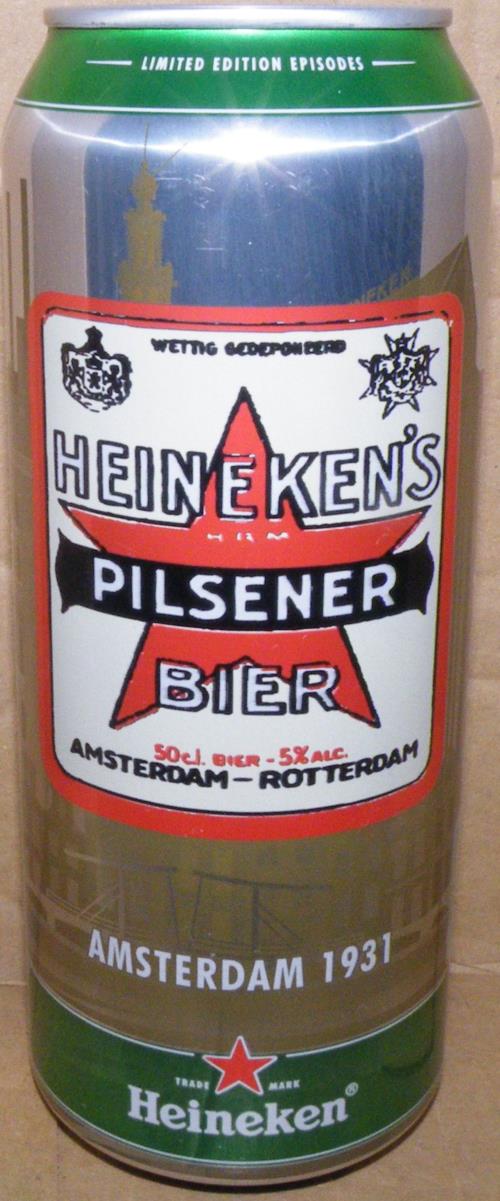 LIMITED EDITION EPISODES
WETTIG GEDEPONEERD
HEINEKEN'S
HBM
PILSENER
BIER
50cl. BIER - 5% ALC.
AMSTERDAM - ROTTERDAM
AMSTERDAM 1931
TRADE MARK
Heineken®